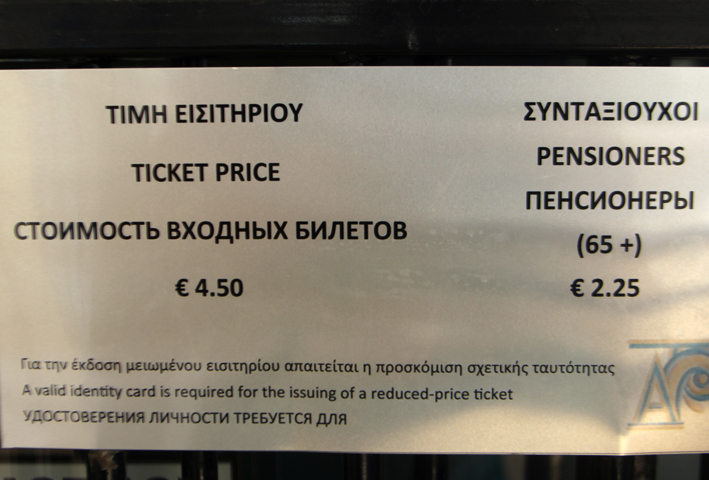 ΤΙΜΗ ΕΙΣΙΤΗΡΙΟΥ
TICKET PRICE
СТОИМОСТЬ ВХОДНЫХ БИЛЕТОВ
€ 4.50
ΣΥΝΤΑΞΙΟΥΧΟΙ
PENSIONERS
ПЕНСИОНЕРЫ
(65 +)
€ 2.25
Για την έκδοση μειωμένου εισιτηρίου απαιτείται η προσκόμιση σχετικής ταυτότητας
A valid identity card is required for the issuing of a reduced-price ticket
УДОСТОВЕРЕНИЯ ЛИЧНОСТИ ТРЕБУЕТСЯ ДЛЯ